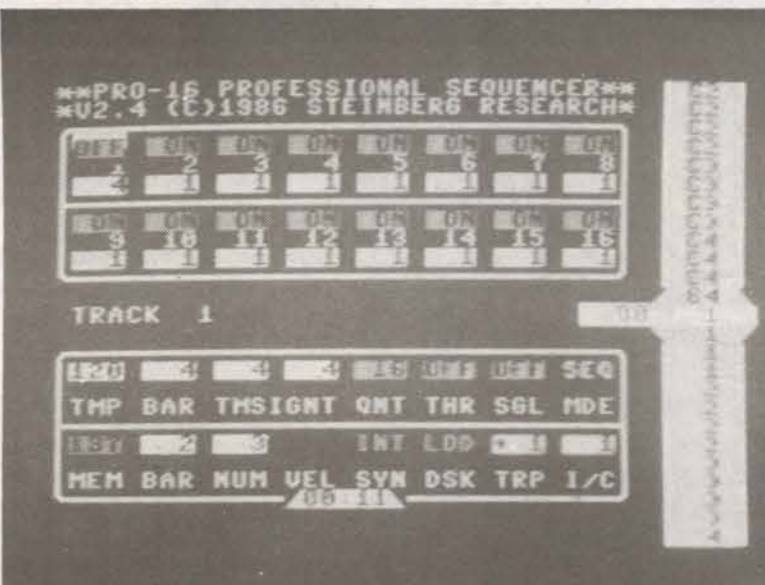 **PRO-16 PROFESSIONAL SEQUENCER**
*V2.4 (C)1986 STEINBERG RESEARCH*
OFF ON ON ON ON ON ON ON
1 2 3 4 5 6 7 8
4 1 1 1 1 1 1 1
ON ON ON ON ON ON ON ON
9 10 11 12 13 14 15 16
1 1 1 1 1 1 1 1
TRACK 1
00
120 4 4 4 16 OFF OFF SEQ
TMP BAR TMSIGNT QNT THR SGL MDE
2 3 INT LOD 1 1
MEM BAR NUM VEL SYN DSK TRP I/C
00:11